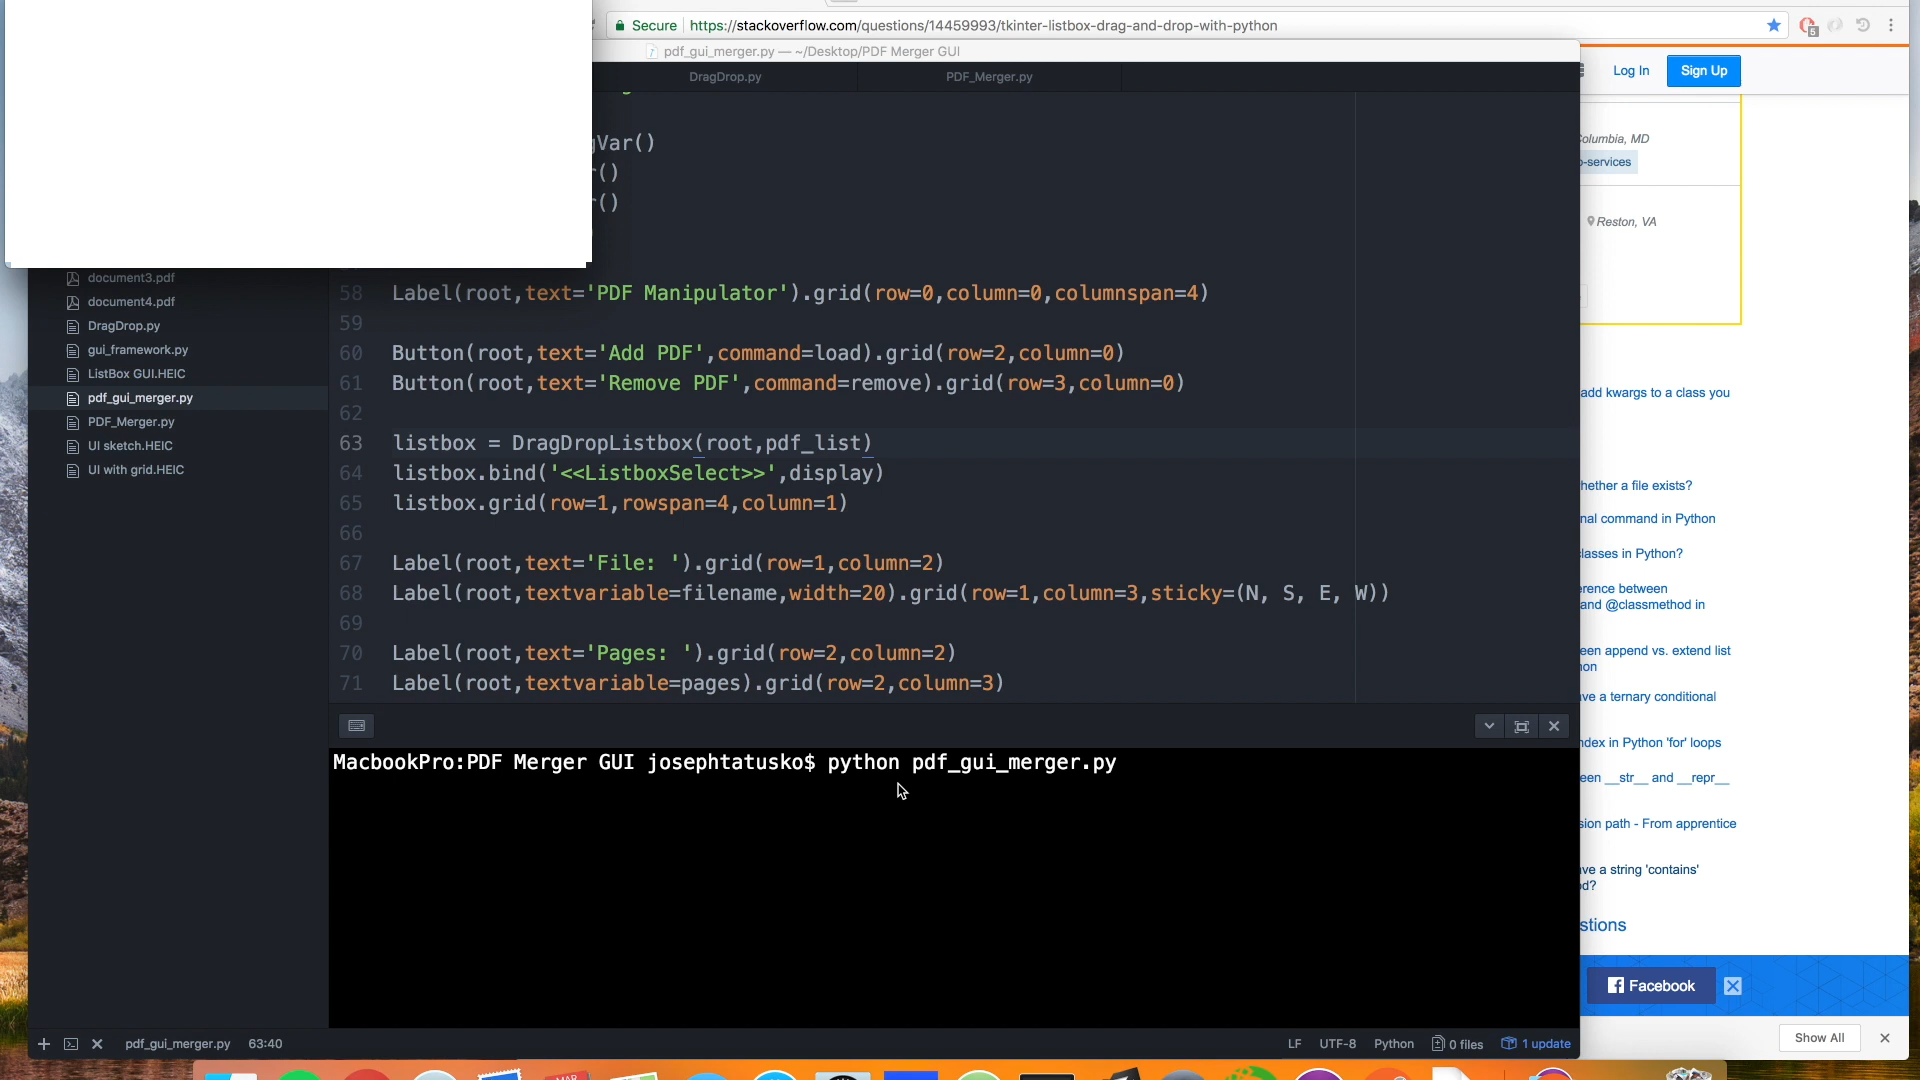 Secure https://stackoverflow.com/questions/14459993/tkinter-listbox-drag-and-drop-with-python
5
pdf_gui_merger.py — ~/Desktop/PDF Merger GUI
DragDrop.py PDF_Merger.py
Log In Sign Up
Var()
()
()
58 Label(root,text='PDF Manipulator').grid(row=0,column=0,columnspan=4)
59
60 Button(root,text='Add PDF',command=load).grid(row=2,column=0)
61 Button(root,text='Remove PDF',command=remove).grid(row=3,column=0)
62
63 listbox = DragDropListbox(root,pdf_list)
64 listbox.bind('<<ListboxSelect>>',display)
65 listbox.grid(row=1,rowspan=4,column=1)
66
67 Label(root,text='File: ').grid(row=1,column=2)
68 Label(root,textvariable=filename,width=20).grid(row=1,column=3,sticky=(N, S, E, W))
69
70 Label(root,text='Pages: ').grid(row=2,column=2)
71 Label(root,textvariable=pages).grid(row=2,column=3)
document3.pdf
document4.pdf
DragDrop.py
gui_framework.py
ListBox GUI.HEIC
pdf_gui_merger.py
PDF_Merger.py
UI sketch.HEIC
UI with grid.HEIC
MacbookPro:PDF Merger GUI josephtatusko$ python pdf_gui_merger.py
pdf_gui_merger.py 63:40
LF UTF-8 Python 0 files 1 update
olumbia, MD
-services
Reston, VA
add kwargs to a class you
hether a file exists?
nal command in Python
lasses in Python?
rence between
and @classmethod in
een append vs. extend list
on
ve a ternary conditional
ndex in Python 'for' loops
een __str__ and __repr__
sion path - From apprentice
ve a string 'contains'
d?
stions
Facebook
Show All
MAR